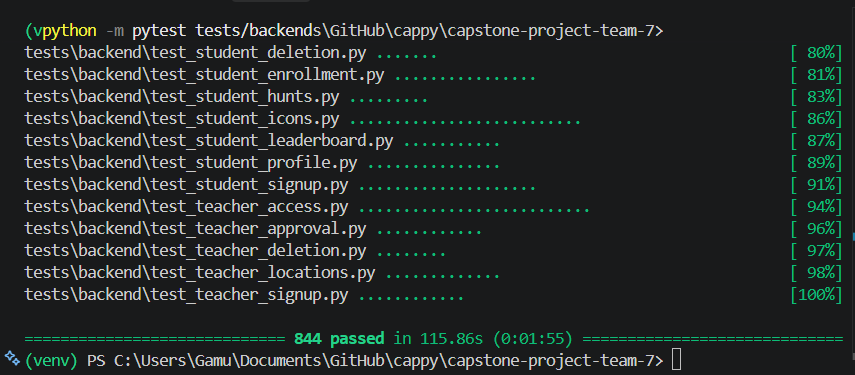 (vpython -m pytest tests/backends\GitHub\cappy\capstone-project-team-7>
tests\backend\test_student_deletion.py ....... [ 80%]
tests\backend\test_student_enrollment.py ................ [ 81%]
tests\backend\test_student_hunts.py ......... [ 83%]
tests\backend\test_student_icons.py .......................... [ 86%]
tests\backend\test_student_leaderboard.py ............ [ 87%]
tests\backend\test_student_profile.py ............... [ 89%]
tests\backend\test_student_signup.py ..................... [ 91%]
tests\backend\test_teacher_access.py .......................... [ 94%]
tests\backend\test_teacher_approval.py ............ [ 96%]
tests\backend\test_teacher_deletion.py ........ [ 97%]
tests\backend\test_teacher_locations.py ............. [ 98%]
tests\backend\test_teacher_signup.py ............ [100%]
============================= 844 passed in 115.86s (0:01:55) =============================
(venv) PS C:\Users\Gamu\Documents\GitHub\cappy\capstone-project-team-7>